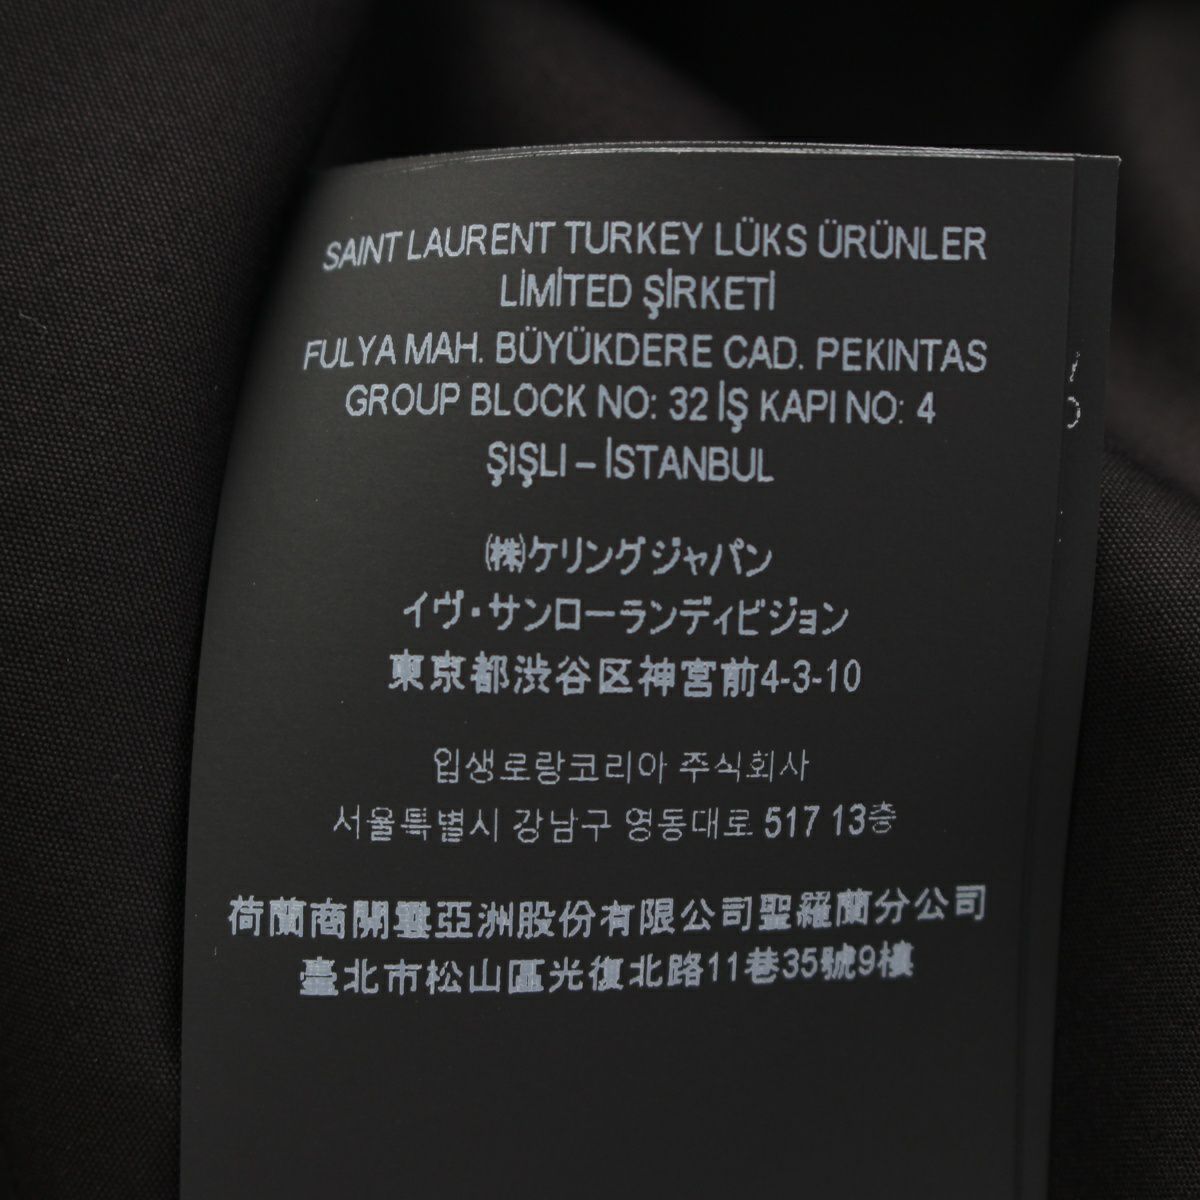 SAINT LAURENT TURKEY LÜKS ÜRÜNLER
LİMİTED ŞİRKETİ
FULYA MAH. BÜYÜKDERE CAD. PEKINTAS
GROUP BLOCK NO: 32 İŞ KAPI NO: 4
ŞIŞLI – İSTANBUL
(株)ケリングジャパン
イヴ・サンローランディビジョン
東京都渋谷区神宮前4-3-10
입생로랑코리아 주식회사
서울특별시 강남구 영동대로 517 13층
荷蘭商開雲亞洲股份有限公司聖羅蘭分公司
臺北市松山區光復北路11巷35號9樓